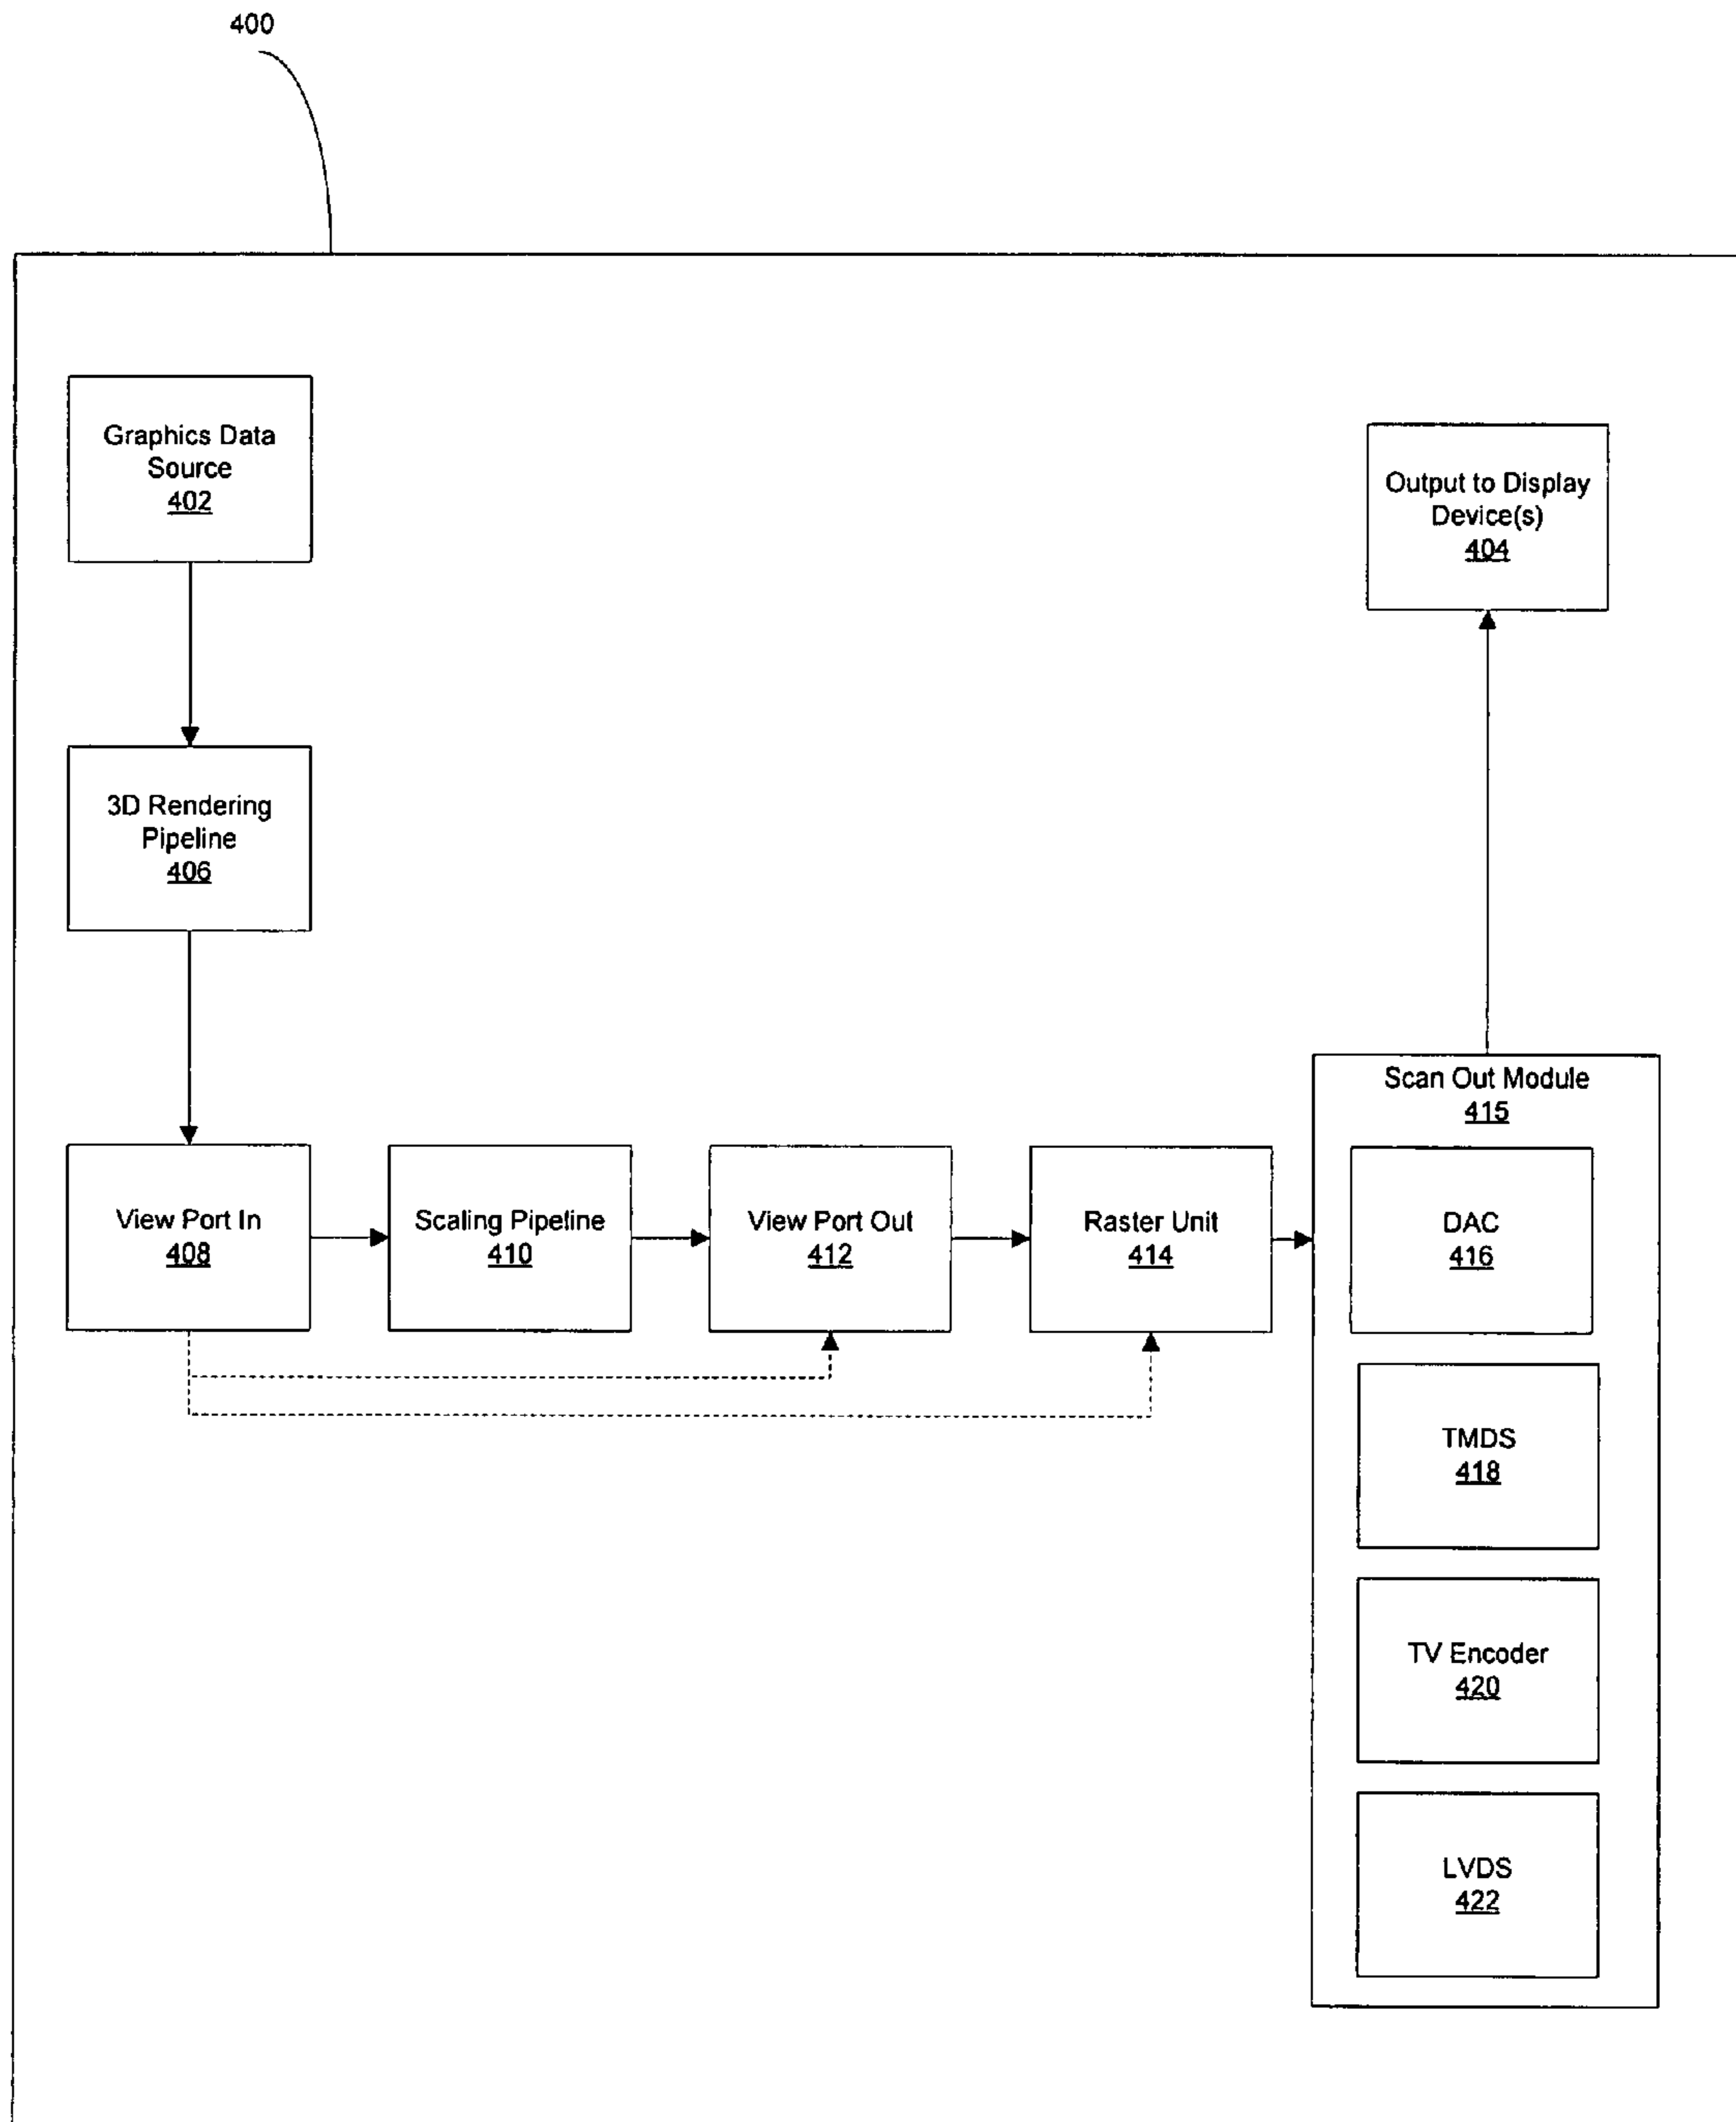 400
Graphics Data
Source
402
Output to Display
Device(s)
404
3D Rendering
Pipeline
406
Scan Out Module
415
View Port In
408
Scaling Pipeline
410
View Port Out
412
Raster Unit
414
DAC
416
TMDS
418
TV Encoder
420
LVDS
422